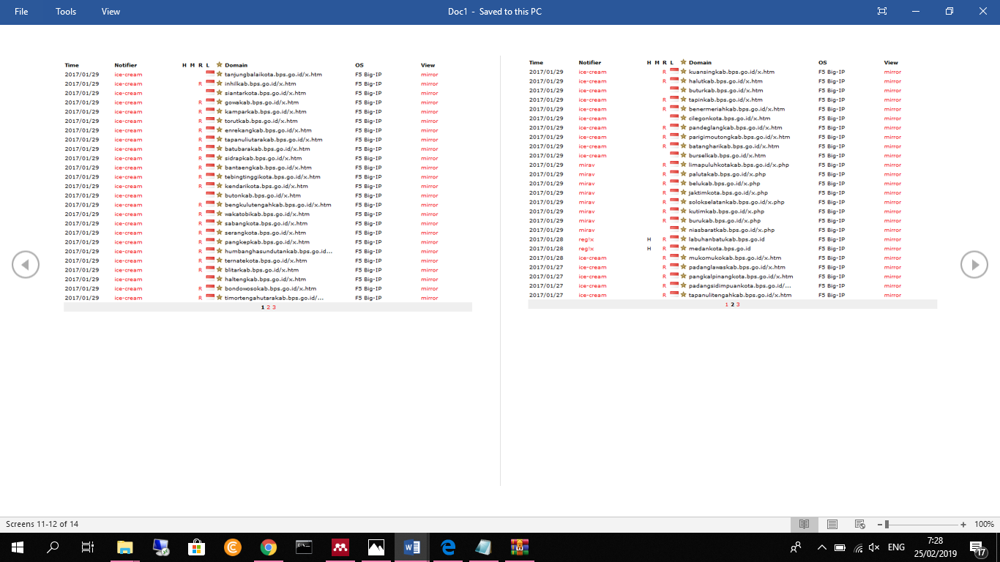 File Tools View Doc1 - Saved to this PC
Time Notifier H M R L Domain OS View
2017/01/29 ice-cream tanjungbalaikota.bps.go.id/x.htm F5 Big-IP mirror
2017/01/29 ice-cream R inhilkab.bps.go.id/x.htm F5 Big-IP mirror
2017/01/29 ice-cream siantarkota.bps.go.id/x.htm F5 Big-IP mirror
2017/01/29 ice-cream R gowakab.bps.go.id/x.htm F5 Big-IP mirror
2017/01/29 ice-cream R kamparkab.bps.go.id/x.htm F5 Big-IP mirror
2017/01/29 ice-cream R torutkab.bps.go.id/x.htm F5 Big-IP mirror
2017/01/29 ice-cream R enrekangkab.bps.go.id/x.htm F5 Big-IP mirror
2017/01/29 ice-cream R tapanuliutarakab.bps.go.id/x.htm F5 Big-IP mirror
2017/01/29 ice-cream R batubarakab.bps.go.id/x.htm F5 Big-IP mirror
2017/01/29 ice-cream R sidrapkab.bps.go.id/x.htm F5 Big-IP mirror
2017/01/29 ice-cream R bantaengkab.bps.go.id/x.htm F5 Big-IP mirror
2017/01/29 ice-cream R tebingtinggikota.bps.go.id/x.htm F5 Big-IP mirror
2017/01/29 ice-cream R kendarikota.bps.go.id/x.htm F5 Big-IP mirror
2017/01/29 ice-cream butonkab.bps.go.id/x.htm F5 Big-IP mirror
2017/01/29 ice-cream R bengkulutengahkab.bps.go.id/x.htm F5 Big-IP mirror
2017/01/29 ice-cream R wakatobikab.bps.go.id/x.htm F5 Big-IP mirror
2017/01/29 ice-cream R sabangkota.bps.go.id/x.htm F5 Big-IP mirror
2017/01/29 ice-cream R serangkota.bps.go.id/x.htm F5 Big-IP mirror
2017/01/29 ice-cream R pangkepkab.bps.go.id/x.htm F5 Big-IP mirror
2017/01/29 ice-cream R humbanghasundutankab.bps.go.id... F5 Big-IP mirror
2017/01/29 ice-cream R ternatekota.bps.go.id/x.htm F5 Big-IP mirror
2017/01/29 ice-cream R blitarkab.bps.go.id/x.htm F5 Big-IP mirror
2017/01/29 ice-cream haltengkab.bps.go.id/x.htm F5 Big-IP mirror
2017/01/29 ice-cream R bondowosokab.bps.go.id/x.htm F5 Big-IP mirror
2017/01/29 ice-cream R timortengahutarakab.bps.go.id/... F5 Big-IP mirror
1 2 3
Time Notifier H M R L Domain OS View
2017/01/29 ice-cream R kuansingkab.bps.go.id/x.htm F5 Big-IP mirror
2017/01/29 ice-cream R halutkab.bps.go.id/x.htm F5 Big-IP mirror
2017/01/29 ice-cream buturkab.bps.go.id/x.htm F5 Big-IP mirror
2017/01/29 ice-cream R tapinkab.bps.go.id/x.htm F5 Big-IP mirror
2017/01/29 ice-cream R benermeriahkab.bps.go.id/x.htm F5 Big-IP mirror
2017/01/29 ice-cream cilegonkota.bps.go.id/x.htm F5 Big-IP mirror
2017/01/29 ice-cream R pandeglangkab.bps.go.id/x.htm F5 Big-IP mirror
2017/01/29 ice-cream R parigimoutongkab.bps.go.id/x.htm F5 Big-IP mirror
2017/01/29 ice-cream R batangharikab.bps.go.id/x.htm F5 Big-IP mirror
2017/01/29 ice-cream burselkab.bps.go.id/x.htm F5 Big-IP mirror
2017/01/29 mirav R limapuluhkotakab.bps.go.id/x.php F5 Big-IP mirror
2017/01/29 mirav R palutakab.bps.go.id/x.php F5 Big-IP mirror
2017/01/29 mirav R belukab.bps.go.id/x.php F5 Big-IP mirror
2017/01/29 mirav R jaktimkota.bps.go.id/x.php F5 Big-IP mirror
2017/01/29 mirav R solokselatankab.bps.go.id/x.php F5 Big-IP mirror
2017/01/29 mirav R kutimkab.bps.go.id/x.php F5 Big-IP mirror
2017/01/29 mirav R burukab.bps.go.id/x.php F5 Big-IP mirror
2017/01/29 mirav niasbaratkab.bps.go.id/x.php F5 Big-IP mirror
2017/01/28 reg!x H R labuhanbatukab.bps.go.id F5 Big-IP mirror
2017/01/28 reg!x H R medankota.bps.go.id F5 Big-IP mirror
2017/01/28 ice-cream R mukomukokab.bps.go.id/x.htm F5 Big-IP mirror
2017/01/27 ice-cream R padanglawaskab.bps.go.id/x.htm F5 Big-IP mirror
2017/01/27 ice-cream R pangkalpinangkota.bps.go.id/x.htm F5 Big-IP mirror
2017/01/27 ice-cream R padangsidimpuankota.bps.go.id/... F5 Big-IP mirror
2017/01/27 ice-cream R tapanulitengahkab.bps.go.id/x.htm F5 Big-IP mirror
1 2 3
Screens 11-12 of 14 100%
ENG 7:28
25/02/2019 17